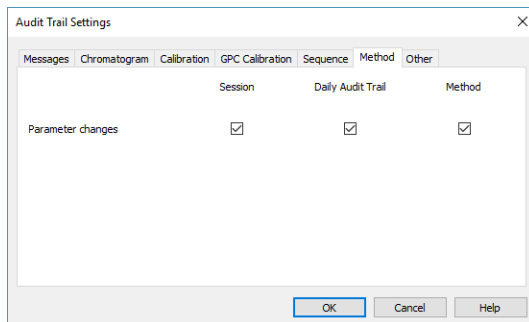 Audit Trail Settings
Messages Chromatogram Calibration GPC Calibration Sequence Method Other
Session Daily Audit Trail Method
Parameter changes
OK Cancel Help